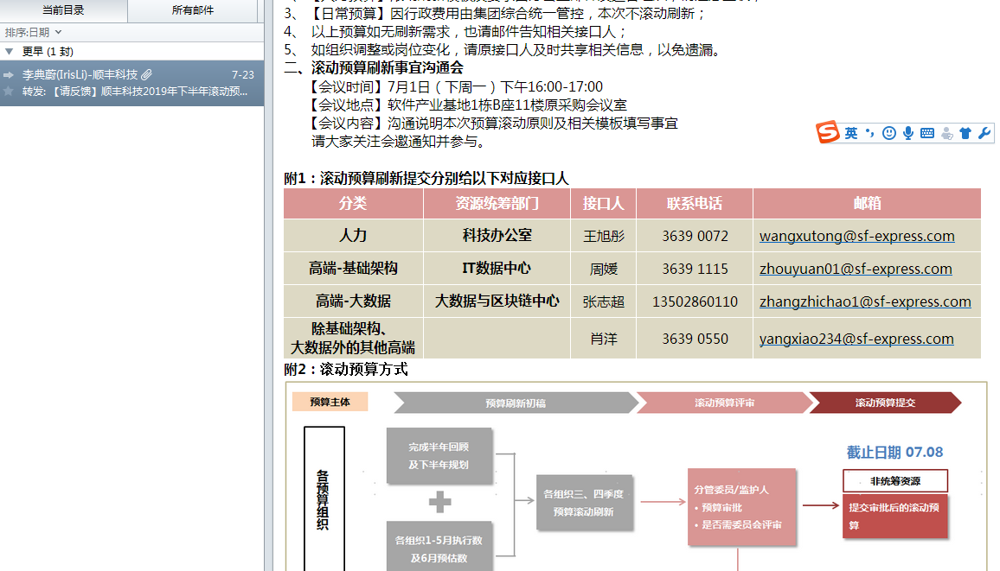 当前目录
所有邮件
排序:日期
更早 (1 封)
李典蔚(IrisLi)-顺丰科技
7-23
转发: 【请反馈】顺丰科技2019年下半年滚动预...
3、 【日常预算】因行政费用由集团综合统一管控，本次不滚动刷新；
4、 以上预算如无刷新需求，也请邮件告知相关接口人；
5、 如组织调整或岗位变化，请原接口人及时共享相关信息，以免遗漏。
二、滚动预算刷新事宜沟通会
【会议时间】7月1日（下周一）下午16:00-17:00
【会议地点】软件产业基地1栋B座11楼原采购会议室
【会议内容】沟通说明本次预算滚动原则及相关模板填写事宜
请大家关注会邀通知并参与。
英
附1：滚动预算刷新提交分别给以下对应接口人
分类 资源统筹部门 接口人 联系电话 邮箱
人力 科技办公室 王旭彤 3639 0072 wangxutong@sf-express.com
高端-基础架构 IT数据中心 周媛 3639 1115 zhouyuan01@sf-express.com
高端-大数据 大数据与区块链中心 张志超 13502860110 zhangzhichao1@sf-express.com
除基础架构、
大数据外的其他高端 肖洋 3639 0550 yangxiao234@sf-express.com
附2：滚动预算方式
预算主体 预算刷新初稿 滚动预算评审 滚动预算提交
各预算组织
完成半年回顾
及下半年规划
各组织1-5月执行数
及6月预估数
各组织三、四季度
预算滚动刷新
分管委员/监护人
• 预算审批
• 是否需委员会评审
截止日期 07.08
非统筹资源
提交审批后的滚动预
算